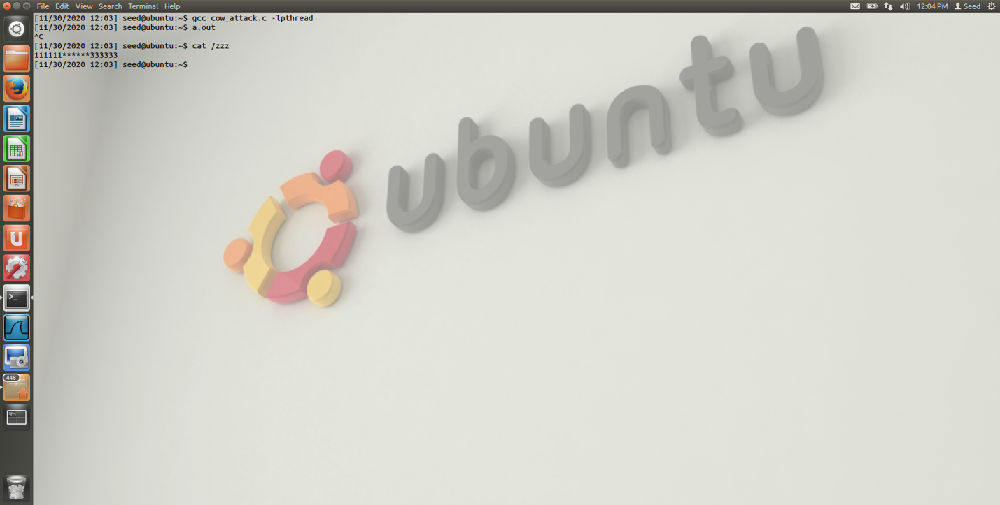 File Edit View Search Terminal Help 12:04 PM Seed
[11/30/2020 12:03] seed@ubuntu:~$ gcc cow_attack.c -lpthread
[11/30/2020 12:03] seed@ubuntu:~$ a.out
^C
[11/30/2020 12:03] seed@ubuntu:~$ cat /zzz
111111******333333
[11/30/2020 12:03] seed@ubuntu:~$
ubuntu
448